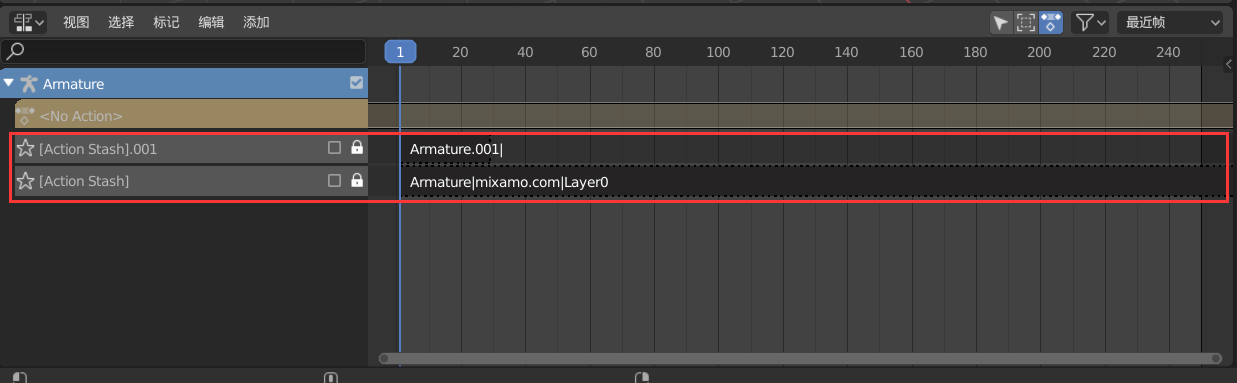 视图 选择 标记 编辑 添加 最近帧
1 20 40 60 80 100 120 140 160 180 200 220 240
Armature
<No Action>
[Action Stash].001 Armature.001|
[Action Stash] Armature|mixamo.com|Layer0